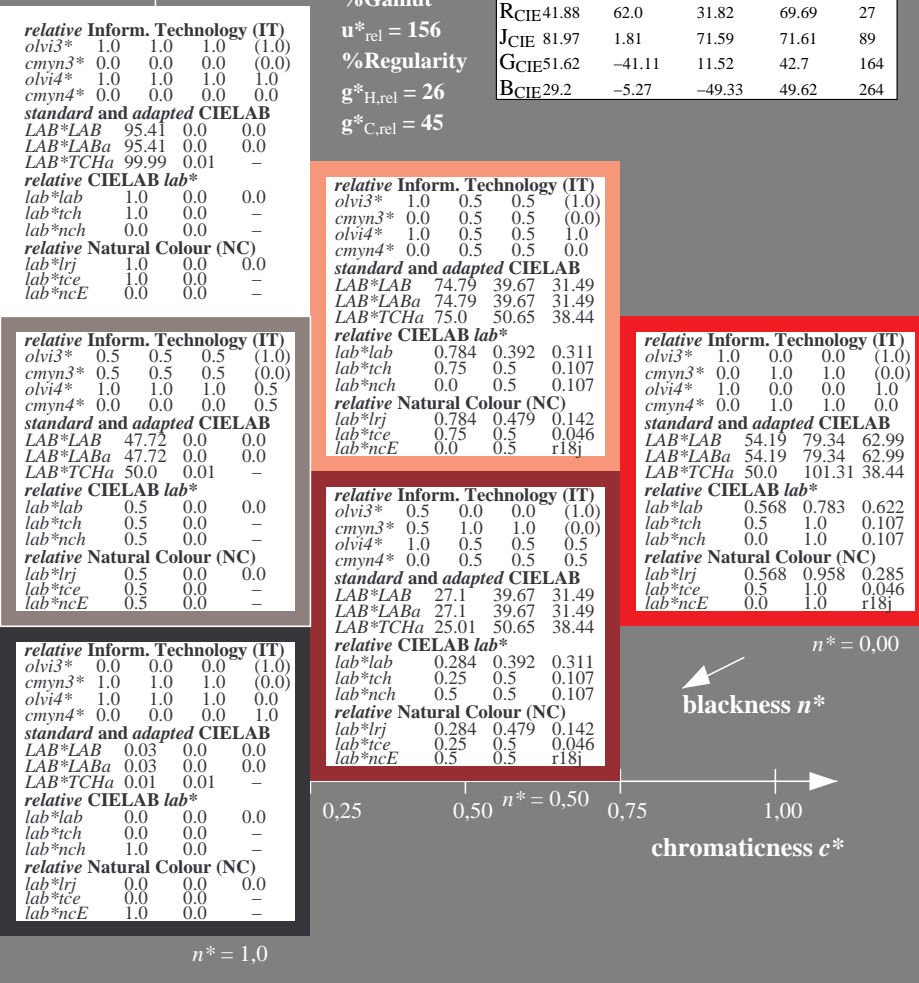 %Gamut
u*rel = 156
%Regularity
g*H,rel = 26
g*C,rel = 45
RCIE 41.88 62.0 31.82 69.69 27
JCIE 81.97 1.81 71.59 71.61 89
GCIE 51.62 –41.11 11.52 42.7 164
BCIE 29.2 –5.27 –49.33 49.62 264
relative Inform. Technology (IT)
olvi3* 1.0 1.0 1.0 (1.0)
cmyn3* 0.0 0.0 0.0 (0.0)
olvi4* 1.0 1.0 1.0 1.0
cmyn4* 0.0 0.0 0.0 0.0
standard and adapted CIELAB
LAB*LAB 95.41 0.0 0.0
LAB*LABa 95.41 0.0 0.0
LAB*TCHa 99.99 0.01 –
relative CIELAB lab*
lab*lab 1.0 0.0 0.0
lab*tch 1.0 0.0 –
lab*nch 0.0 0.0 –
relative Natural Colour (NC)
lab*lrj 1.0 0.0 0.0
lab*tce 1.0 0.0 –
lab*ncE 0.0 0.0 –
relative Inform. Technology (IT)
olvi3* 1.0 0.5 0.5 (1.0)
cmyn3* 0.0 0.5 0.5 (0.0)
olvi4* 1.0 0.5 0.5 1.0
cmyn4* 0.0 0.5 0.5 0.0
standard and adapted CIELAB
LAB*LAB 74.79 39.67 31.49
LAB*LABa 74.79 39.67 31.49
LAB*TCHa 75.0 50.65 38.44
relative CIELAB lab*
lab*lab 0.784 0.392 0.311
lab*tch 0.75 0.5 0.107
lab*nch 0.0 0.5 0.107
relative Natural Colour (NC)
lab*lrj 0.784 0.479 0.142
lab*tce 0.75 0.5 0.046
lab*ncE 0.0 0.5 r18j
relative Inform. Technology (IT)
olvi3* 0.5 0.5 0.5 (1.0)
cmyn3* 0.5 0.5 0.5 (0.0)
olvi4* 1.0 1.0 1.0 0.5
cmyn4* 0.0 0.0 0.0 0.5
standard and adapted CIELAB
LAB*LAB 47.72 0.0 0.0
LAB*LABa 47.72 0.0 0.0
LAB*TCHa 50.0 0.01 –
relative CIELAB lab*
lab*lab 0.5 0.0 0.0
lab*tch 0.5 0.0 –
lab*nch 0.5 0.0 –
relative Natural Colour (NC)
lab*lrj 0.5 0.0 0.0
lab*tce 0.5 0.0 –
lab*ncE 0.5 0.0 –
relative Inform. Technology (IT)
olvi3* 1.0 0.0 0.0 (1.0)
cmyn3* 0.0 1.0 1.0 (0.0)
olvi4* 1.0 0.0 0.0 1.0
cmyn4* 0.0 1.0 1.0 0.0
standard and adapted CIELAB
LAB*LAB 54.19 79.34 62.99
LAB*LABa 54.19 79.34 62.99
LAB*TCHa 50.0 101.31 38.44
relative CIELAB lab*
lab*lab 0.568 0.783 0.622
lab*tch 0.5 1.0 0.107
lab*nch 0.0 1.0 0.107
relative Natural Colour (NC)
lab*lrj 0.568 0.958 0.285
lab*tce 0.5 1.0 0.046
lab*ncE 0.0 1.0 r18j
relative Inform. Technology (IT)
olvi3* 0.5 0.0 0.0 (1.0)
cmyn3* 0.5 1.0 1.0 (0.0)
olvi4* 1.0 0.5 0.5 0.5
cmyn4* 0.0 0.5 0.5 0.5
standard and adapted CIELAB
LAB*LAB 27.1 39.67 31.49
LAB*LABa 27.1 39.67 31.49
LAB*TCHa 25.01 50.65 38.44
relative CIELAB lab*
lab*lab 0.284 0.392 0.311
lab*tch 0.25 0.5 0.107
lab*nch 0.5 0.5 0.107
relative Natural Colour (NC)
lab*lrj 0.284 0.479 0.142
lab*tce 0.25 0.5 0.046
lab*ncE 0.5 0.5 r18j
relative Inform. Technology (IT)
olvi3* 0.0 0.0 0.0 (1.0)
cmyn3* 1.0 1.0 1.0 (0.0)
olvi4* 1.0 1.0 1.0 0.0
cmyn4* 0.0 0.0 0.0 1.0
standard and adapted CIELAB
LAB*LAB 0.03 0.0 0.0
LAB*LABa 0.03 0.0 0.0
LAB*TCHa 0.01 0.01 –
relative CIELAB lab*
lab*lab 0.0 0.0 0.0
lab*tch 0.0 0.0 –
lab*nch 1.0 0.0 –
relative Natural Colour (NC)
lab*lrj 0.0 0.0 0.0
lab*tce 0.0 0.0 –
lab*ncE 1.0 0.0 –
n* = 0,00
blackness n*
0,25 0,50 n* = 0,50 0,75 1,00
chromaticness c*
n* = 1,0